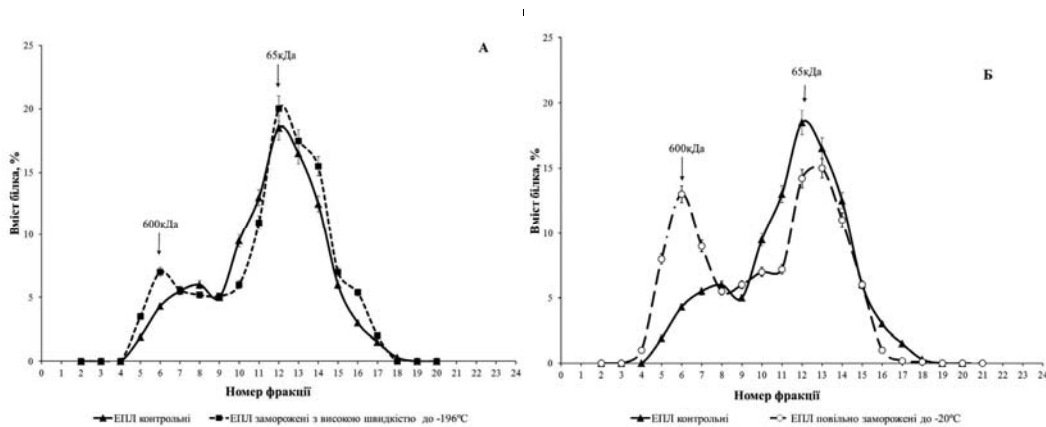 А
65кДа
600кДа
Вміст білка, %
25
20
15
10
5
0
0 1 2 3 4 5 6 7 8 9 10 11 12 13 14 15 16 17 18 19 20 21 22 23 24
Номер фракції
ЕПЛ контрольні ЕПЛ заморожені з високою швидкістю до -196ºС
Б
65кДа
600кДа
Вміст білка, %
25
20
15
10
5
0
0 1 2 3 4 5 6 7 8 9 10 11 12 13 14 15 16 17 18 19 20 21 22 23 24
Номер фракції
ЕПЛ контрольні ЕПЛ повільно заморожені до -20ºС